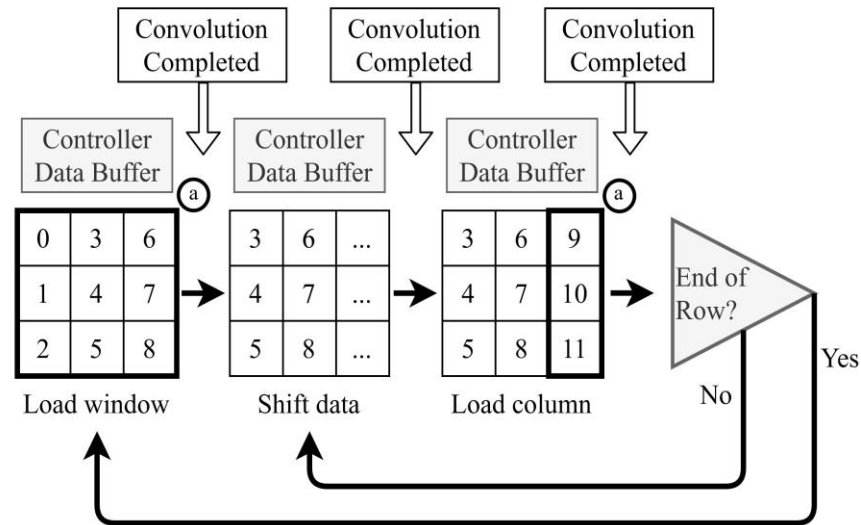 Convolution
Completed
Convolution
Completed
Convolution
Completed
Controller
Data Buffer
Controller
Data Buffer
Controller
Data Buffer
a
a
0 3 6
1 4 7
2 5 8
3 6 ...
4 7 ...
5 8 ...
3 6 9
4 7 10
5 8 11
End of
Row?
Yes
No
Load window
Shift data
Load column